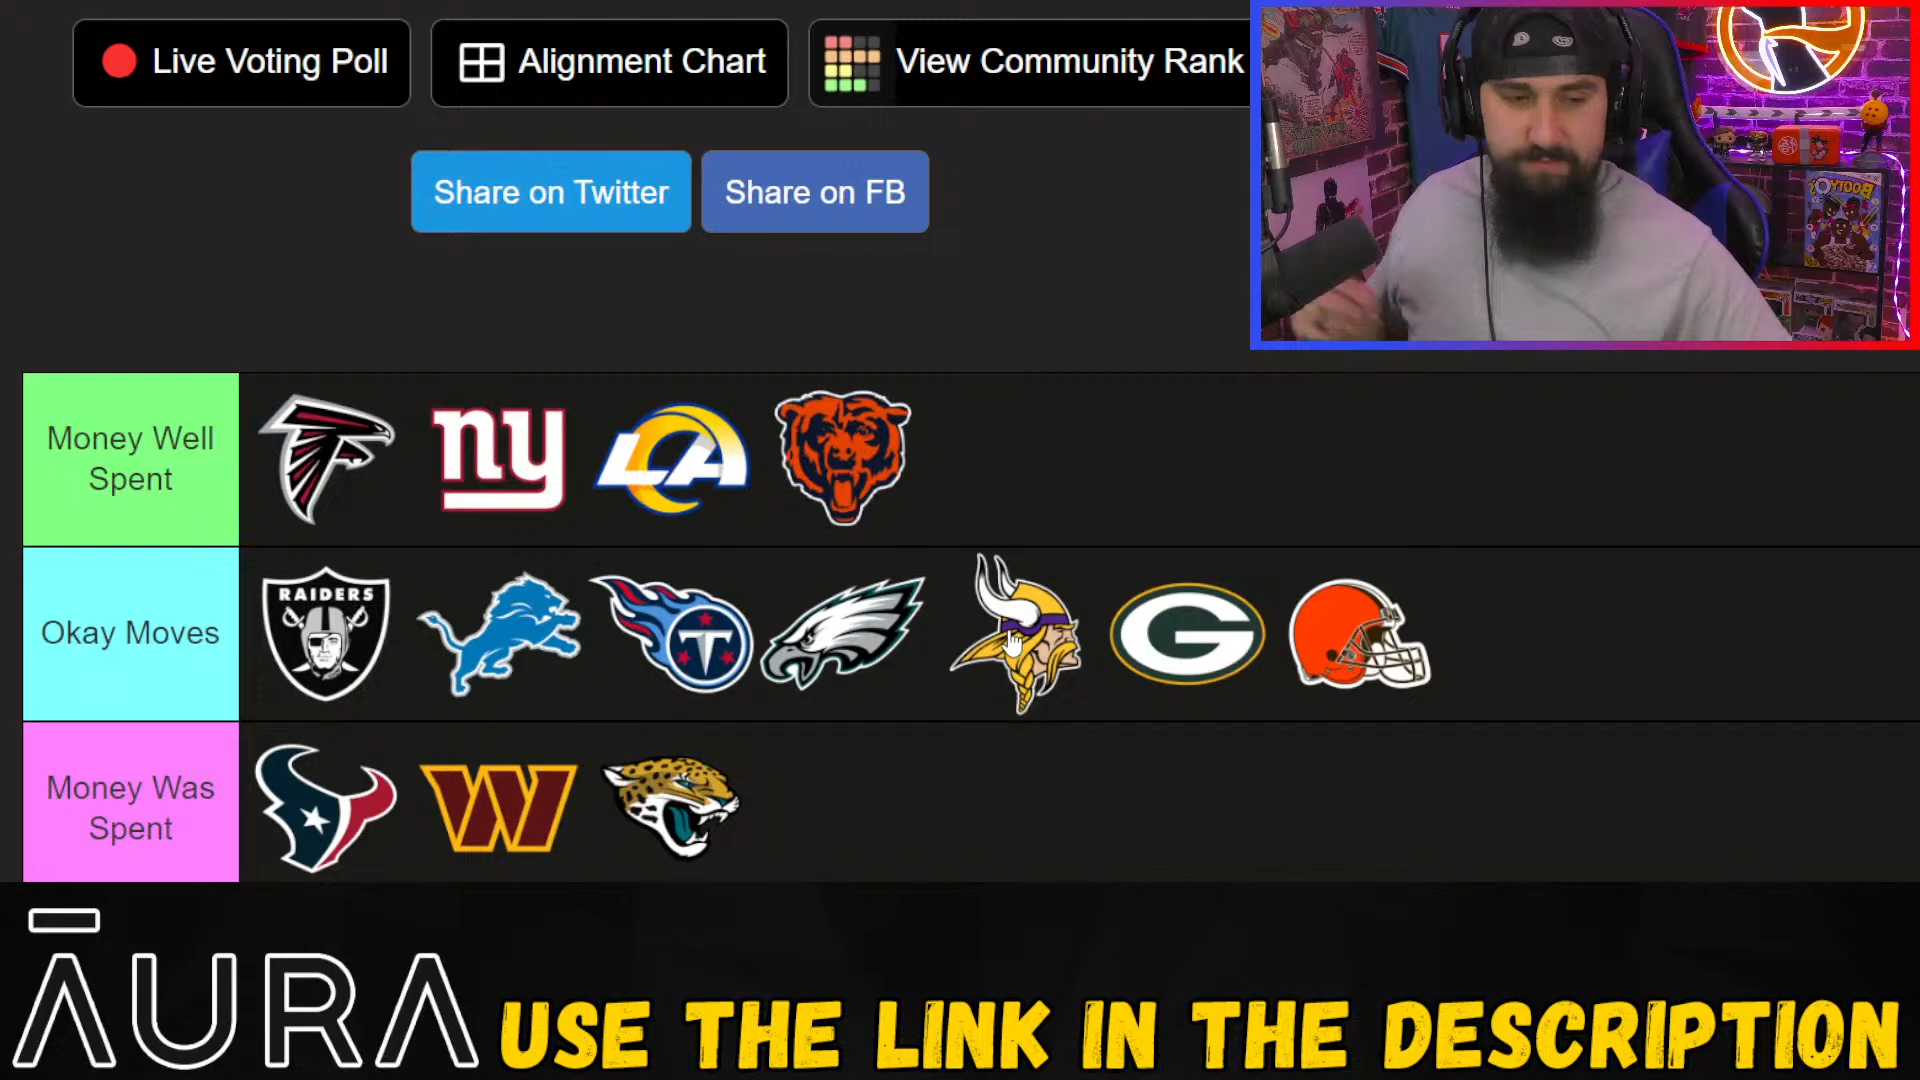 Live Voting Poll
Alignment Chart
View Community Rank
Share on Twitter
Share on FB
Money Well
Spent
ny
LA
Okay Moves
RAIDERS
T
G
Money Was
Spent
W
ĀURA
USE THE LINK IN THE DESCRIPTION